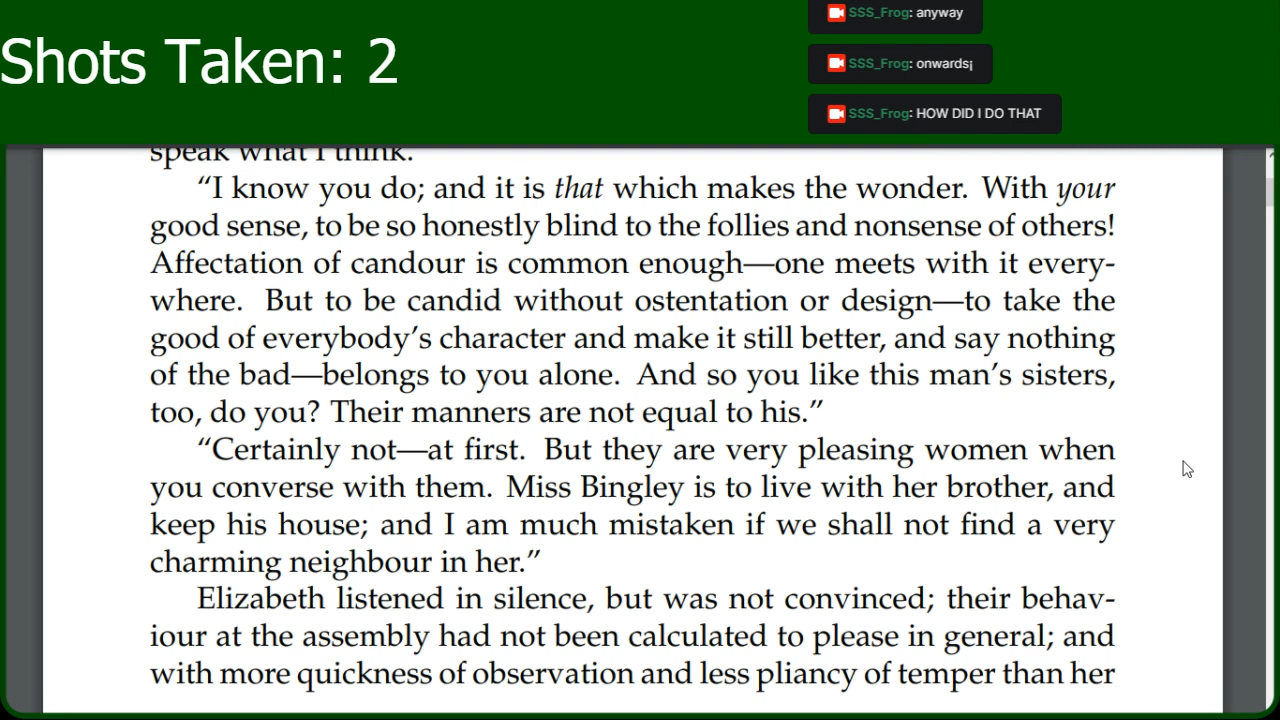 Shots Taken: 2
SSS_Frog: anyway
SSS_Frog: onwards¡
SSS_Frog: HOW DID I DO THAT
speak what I think.
“I know you do; and it is that which makes the wonder. With your
good sense, to be so honestly blind to the follies and nonsense of others!
Affectation of candour is common enough—one meets with it every-
where. But to be candid without ostentation or design—to take the
good of everybody’s character and make it still better, and say nothing
of the bad—belongs to you alone. And so you like this man’s sisters,
too, do you? Their manners are not equal to his.”
“Certainly not—at first. But they are very pleasing women when
you converse with them. Miss Bingley is to live with her brother, and
keep his house; and I am much mistaken if we shall not find a very
charming neighbour in her.”
Elizabeth listened in silence, but was not convinced; their behav-
iour at the assembly had not been calculated to please in general; and
with more quickness of observation and less pliancy of temper than her